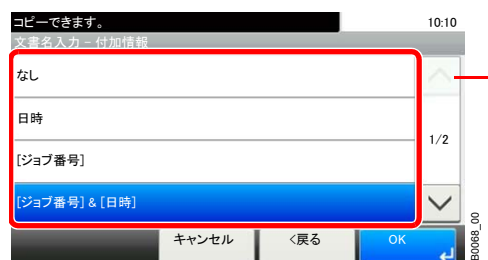 コピーできます。 10:10
文書名入力 - 付加情報
なし
日時
1/2
[ジョブ番号]
[ジョブ番号] & [日時]
キャンセル <戻る OK
B0068_00